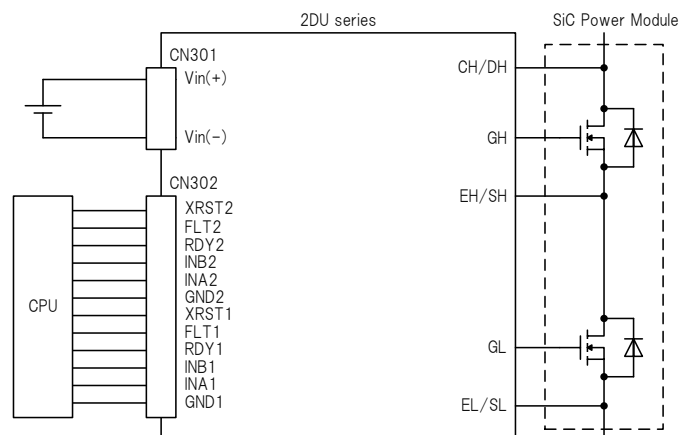 2DU series
SiC Power Module
CN301
Vin(+)
Vin(−)
CH/DH
GH
EH/SH
CN302
XRST2
FLT2
RDY2
INB2
INA2
GND2
XRST1
FLT1
RDY1
INB1
INA1
GND1
CPU
GL
EL/SL